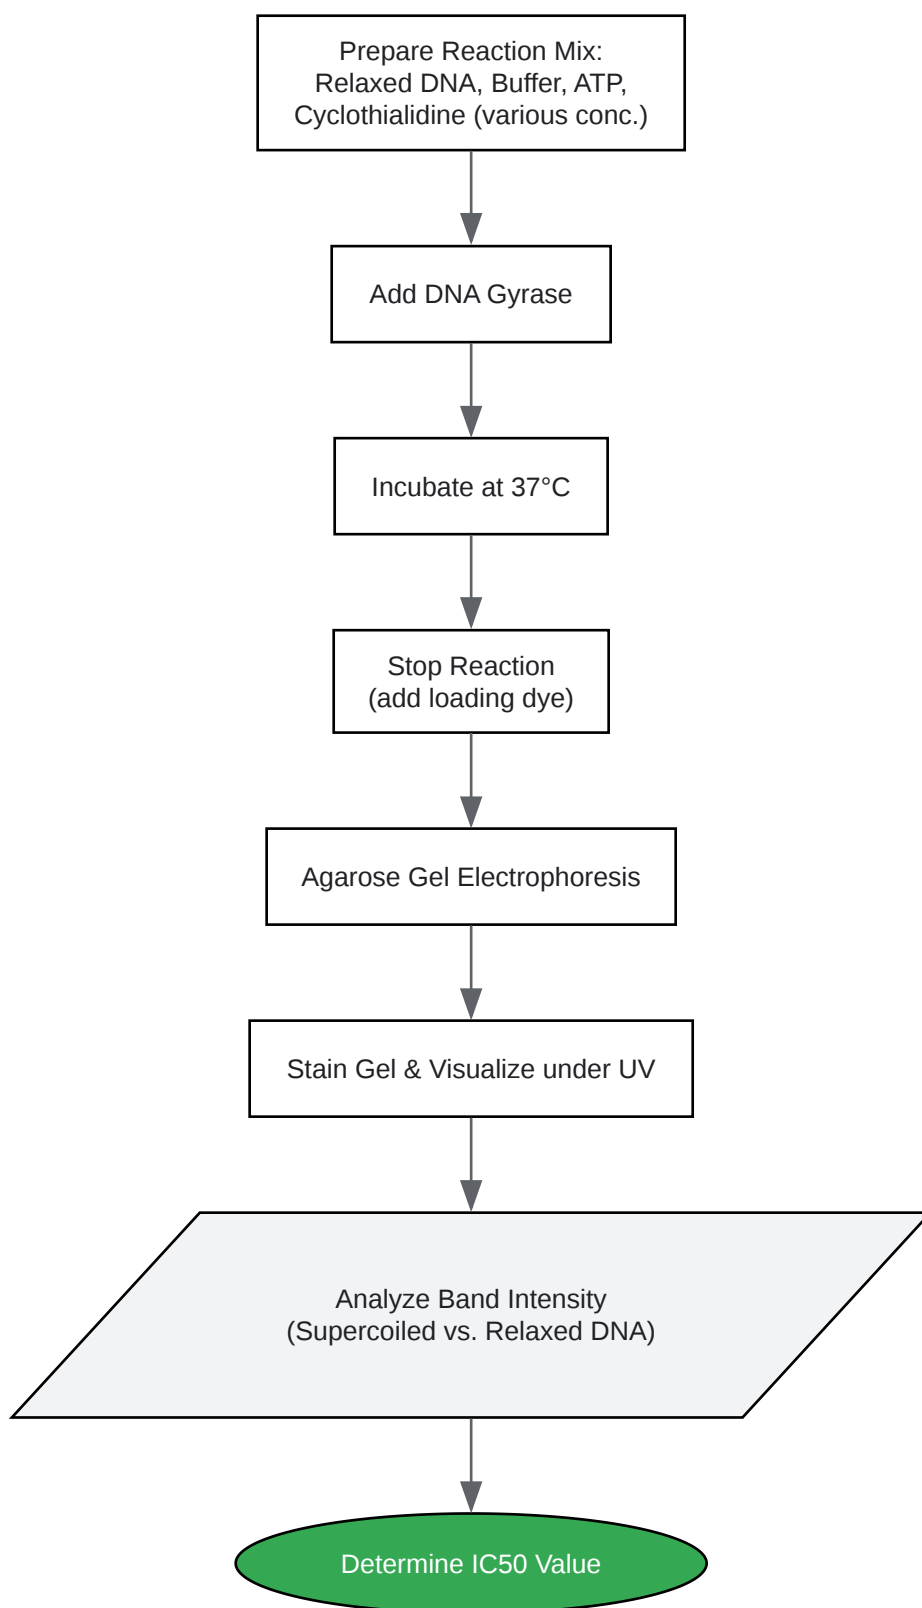 Prepare Reaction Mix:
Relaxed DNA, Buffer, ATP,
Cyclothialidine (various conc.)
Add DNA Gyrase
Incubate at 37°C
Stop Reaction
(add loading dye)
Agarose Gel Electrophoresis
Stain Gel & Visualize under UV
Analyze Band Intensity
(Supercoiled vs. Relaxed DNA)
Determine IC50 Value